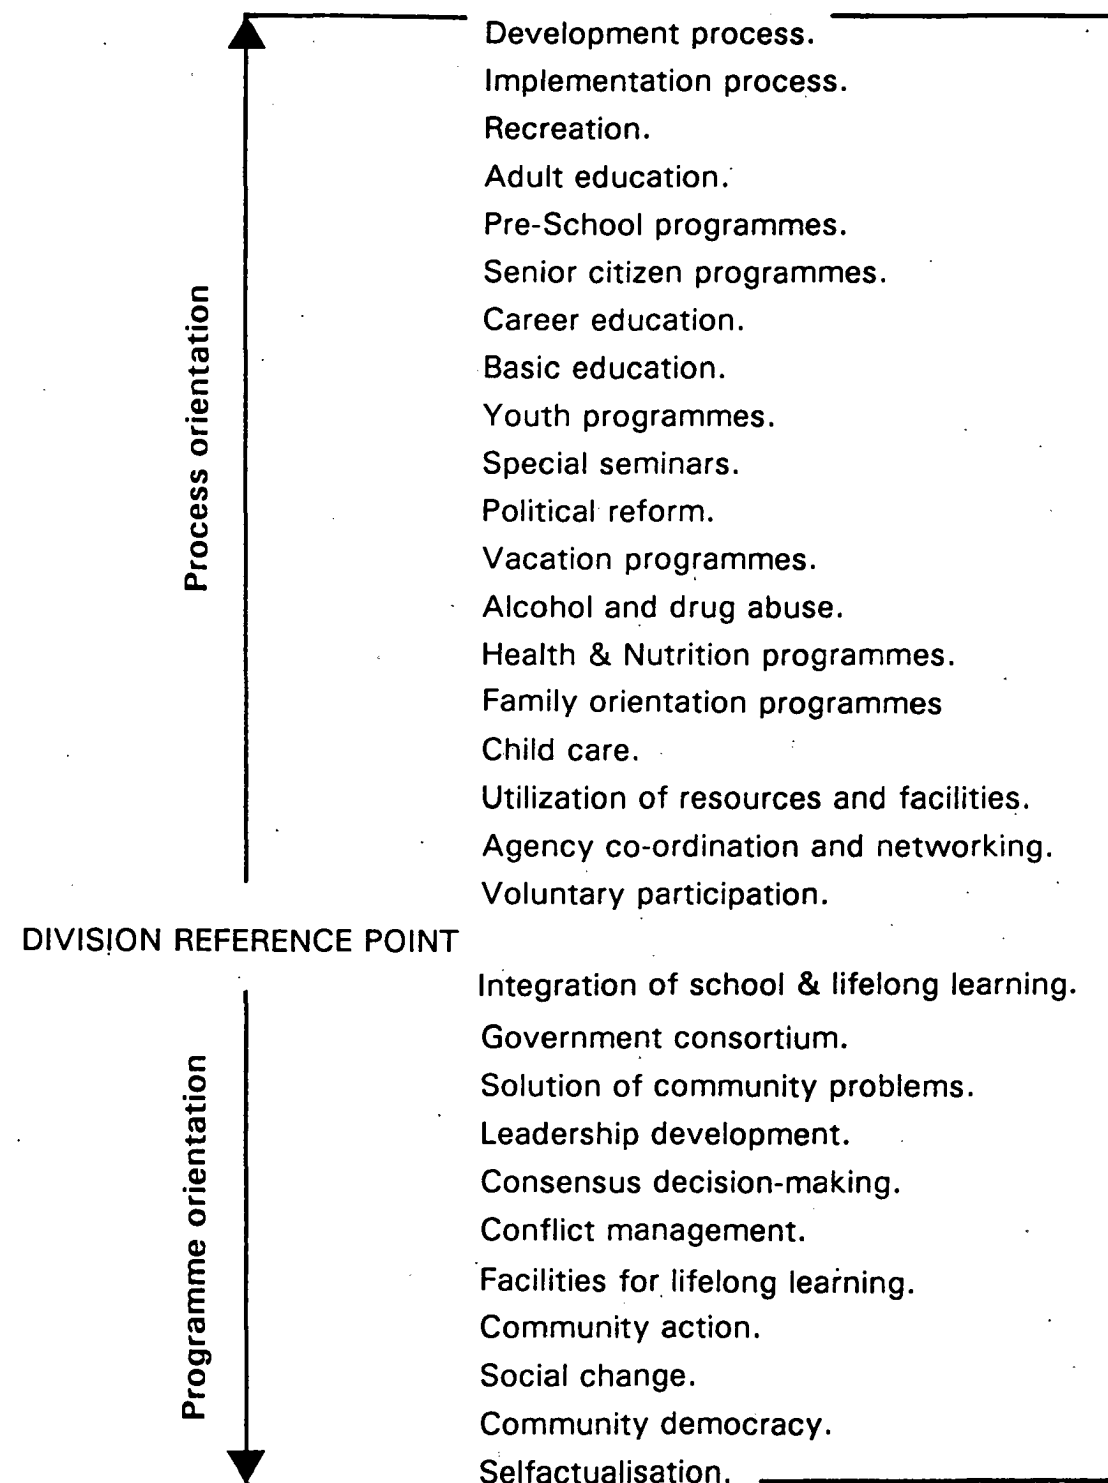 Development process.
Implementation process.
Recreation.
Adult education.
Pre-School programmes.
Senior citizen programmes.
Career education.
Basic education.
Youth programmes.
Special seminars.
Political reform.
Vacation programmes.
Alcohol and drug abuse.
Health & Nutrition programmes.
Family orientation programmes
Child care.
Utilization of resources and facilities.
Agency co-ordination and networking.
Voluntary participation.
Process orientation
DIVISION REFERENCE POINT
Integration of school & lifelong learning.
Government consortium.
Solution of community problems.
Leadership development.
Consensus decision-making.
Conflict management.
Facilities for lifelong learning.
Community action.
Social change.
Community democracy.
Selfactualisation.
Programme orientation